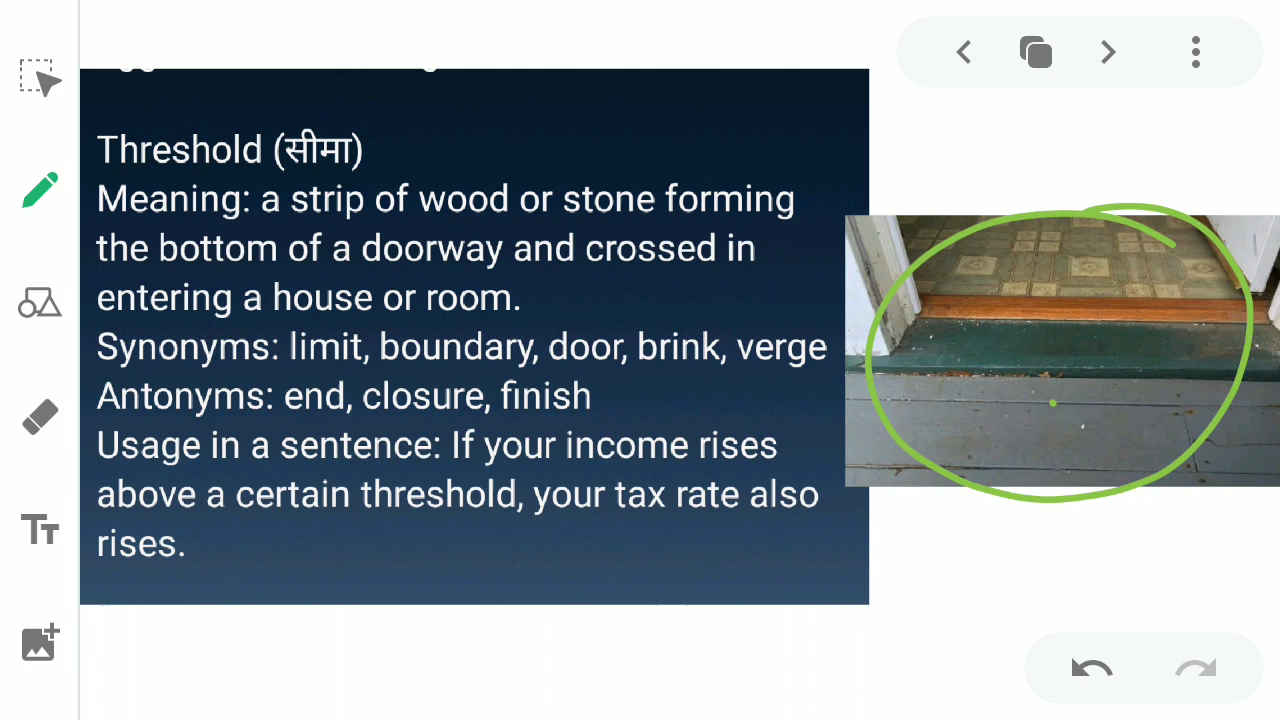 Threshold (सीमा)
Meaning: a strip of wood or stone forming
the bottom of a doorway and crossed in
entering a house or room.
Synonyms: limit, boundary, door, brink, verge
Antonyms: end, closure, finish
Usage in a sentence: If your income rises
above a certain threshold, your tax rate also
rises.
TT